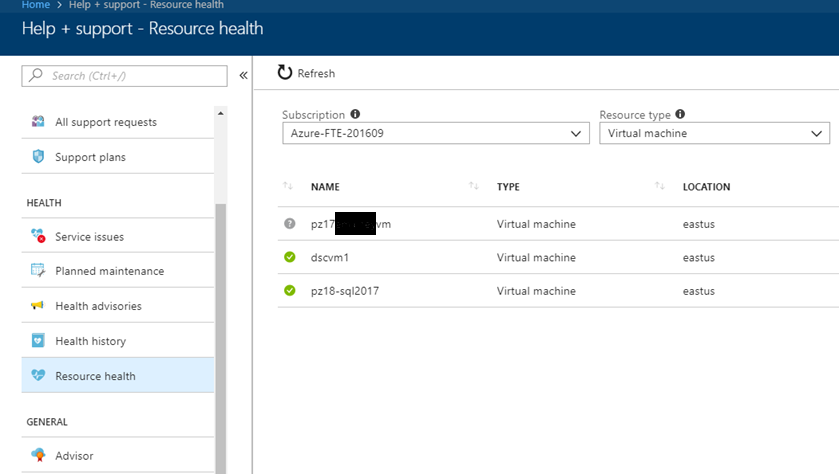 Home > Help + support - Resource health
Help + support - Resource health
Search (Ctrl+/)
«
Refresh
All support requests
Support plans
HEALTH
Service issues
Planned maintenance
Health advisories
Health history
Resource health
GENERAL
Advisor
Subscription
Resource type
Azure-FTE-201609
Virtual machine
NAME TYPE LOCATION
pz17 vm Virtual machine eastus
dscvm1 Virtual machine eastus
pz18-sql2017 Virtual machine eastus